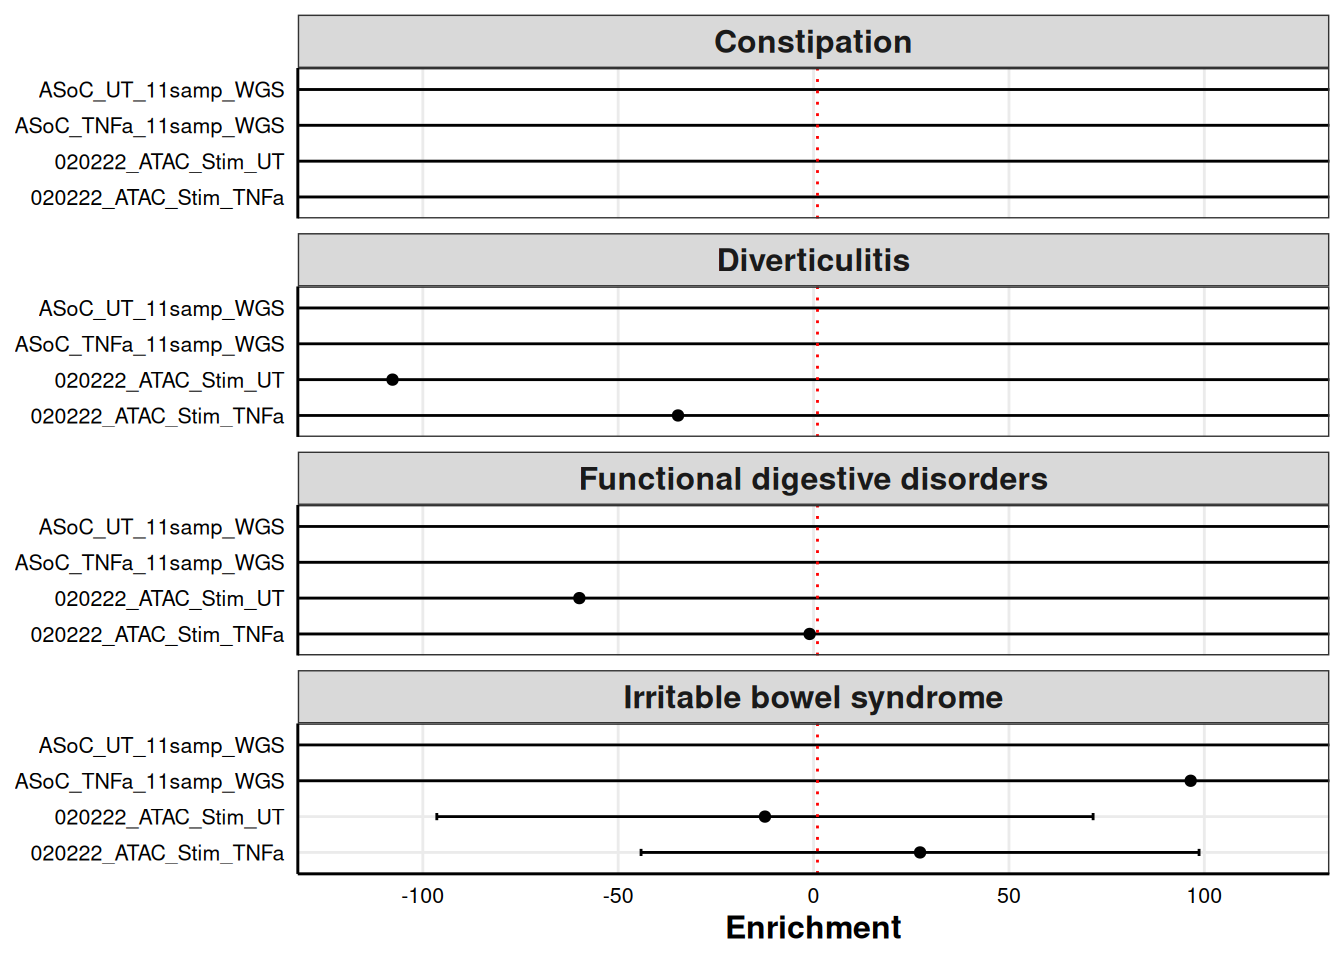 Constipation
ASoC_UT_11samp_WGS
ASoC_TNFa_11samp_WGS
020222_ATAC_Stim_UT
020222_ATAC_Stim_TNFa
Diverticulitis
ASoC_UT_11samp_WGS
ASoC_TNFa_11samp_WGS
020222_ATAC_Stim_UT
020222_ATAC_Stim_TNFa
Functional digestive disorders
ASoC_UT_11samp_WGS
ASoC_TNFa_11samp_WGS
020222_ATAC_Stim_UT
020222_ATAC_Stim_TNFa
Irritable bowel syndrome
ASoC_UT_11samp_WGS
ASoC_TNFa_11samp_WGS
020222_ATAC_Stim_UT
020222_ATAC_Stim_TNFa
-100 -50 0 50 100
Enrichment